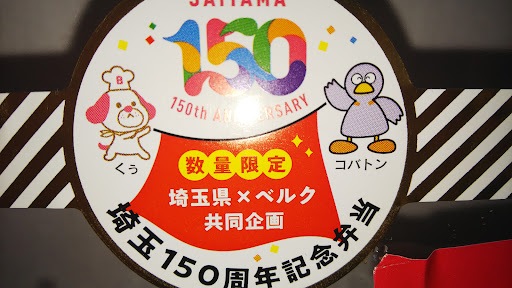 SAITAMA
150
150th ANNIVERSARY
B
くぅ
コバトン
数量限定
埼玉県×ベルク
共同企画
埼玉150周年記念弁当